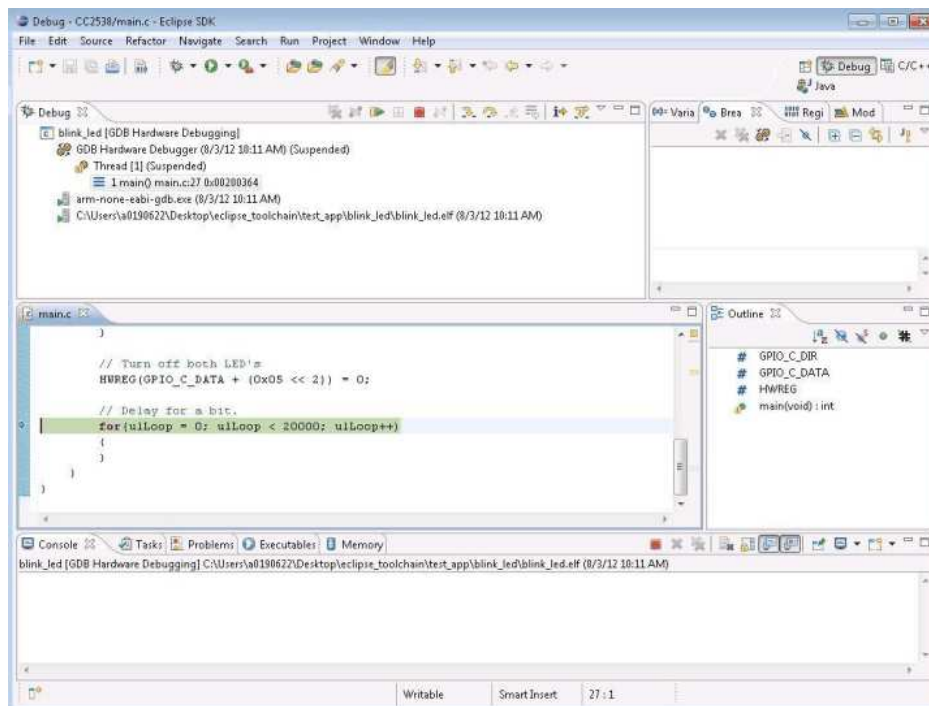 Debug - CC2538/main.c - Eclipse SDK
File Edit Source Refactor Navigate Search Run Project Window Help
Debug C/C++
Java
Debug
blink_led [GDB Hardware Debugging]
GDB Hardware Debugger (8/3/12 10:11 AM) (Suspended)
Thread [1] (Suspended)
1 main() main.c:27 0x00200364
arm-none-eabi-gdb.exe (8/3/12 10:11 AM)
C:\Users\a0190622\Desktop\eclipse_toolchain\test_app\blink_led\blink_led.elf (8/3/12 10:11 AM)
Varia Brea Regi Mod
main.c
}
// Turn off both LED's
HWREG(GPIO_C_DATA + (0x05 << 2)) = 0;
// Delay for a bit.
for(ulLoop = 0; ulLoop < 20000; ulLoop++)
{
}
}
}
Outline
# GPIO_C_DIR
# GPIO_C_DATA
# HWREG
main(void) : int
Console Tasks Problems Executables Memory
blink_led [GDB Hardware Debugging] C:\Users\a0190622\Desktop\eclipse_toolchain\test_app\blink_led\blink_led.elf (8/3/12 10:11 AM)
Writable Smart Insert 27 : 1